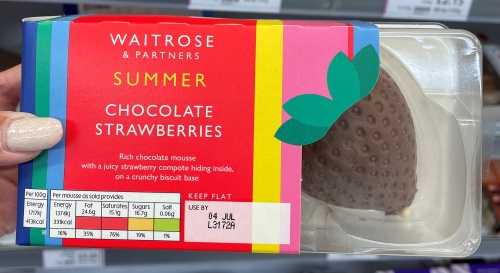 WAITROSE
& PARTNERS
SUMMER
CHOCOLATE
STRAWBERRIES
Rich chocolate mousse
with a juicy strawberry compote hiding inside,
on a crunchy biscuit base
KEEP FLAT
USE BY
04 JUL
L3172A
Per 100g
Energy
1717kJ
413kcal
Per mousse as sold provides
Energy Fat Saturates Sugars Salt
1374kJ 24.6g 15.1g 16.7g 0.06g
331kcal
16% 35% 76% 19% 1%